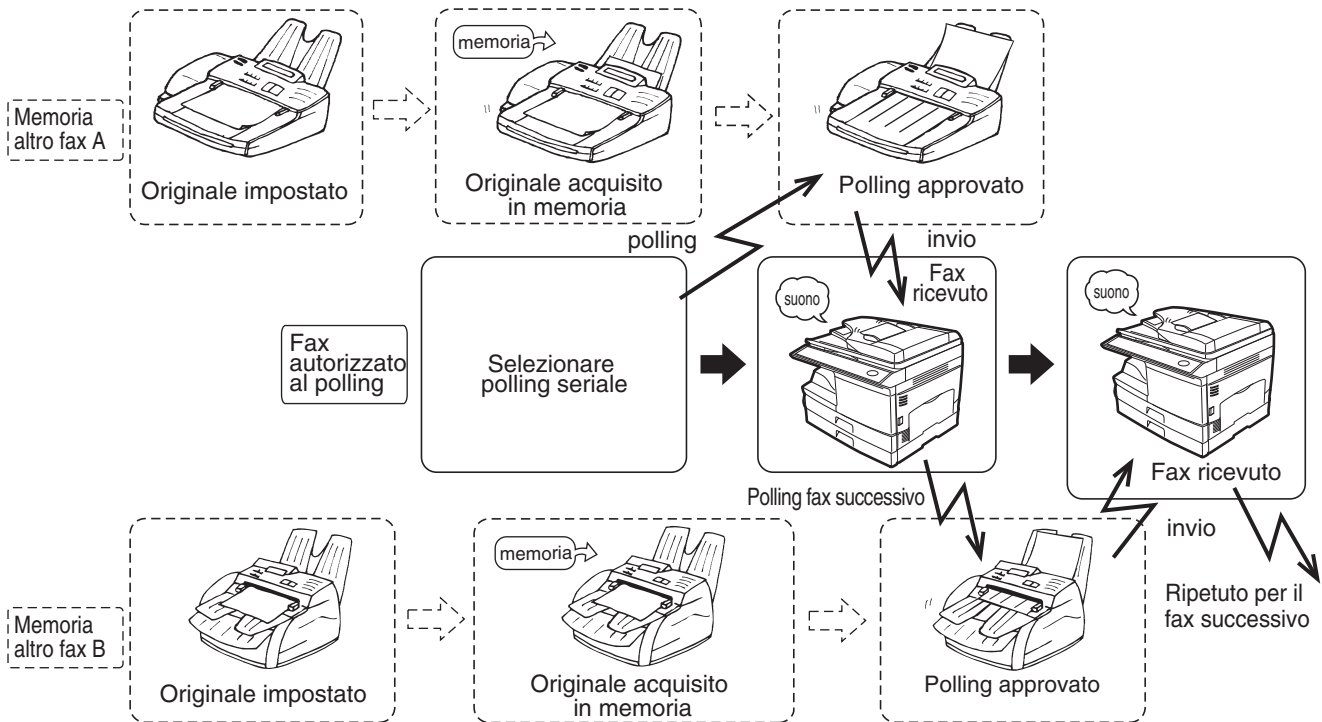 memoria
Memoria
altro fax A
Originale impostato
Originale acquisito
in memoria
Polling approvato
polling
invio
Fax
ricevuto
suono
suono
Fax
autorizzato
al polling
Selezionare
polling seriale
Fax ricevuto
Polling fax successivo
invio
memoria
Ripetuto per il
fax successivo
Memoria
altro fax B
Originale impostato
Originale acquisito
in memoria
Polling approvato